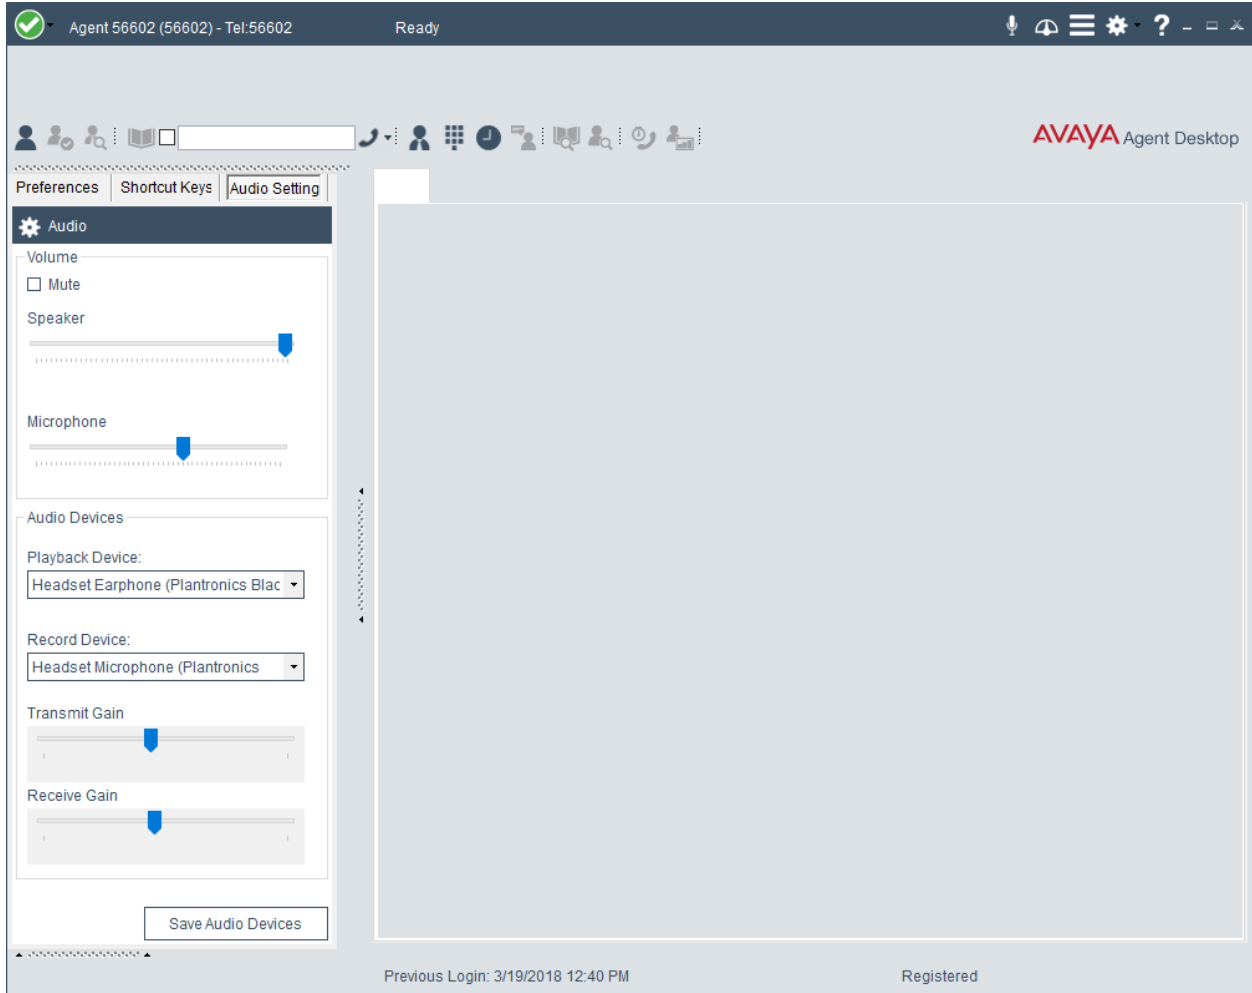 Agent 56602 (56602) - Tel:56602 Ready ?
AVAYA Agent Desktop
Preferences Shortcut Keys Audio Setting
Audio
Volume
Mute
Speaker
Microphone
Audio Devices
Playback Device:
Headset Earphone (Plantronics Blac
Record Device:
Headset Microphone (Plantronics
Transmit Gain
Receive Gain
Save Audio Devices
Previous Login: 3/19/2018 12:40 PM Registered